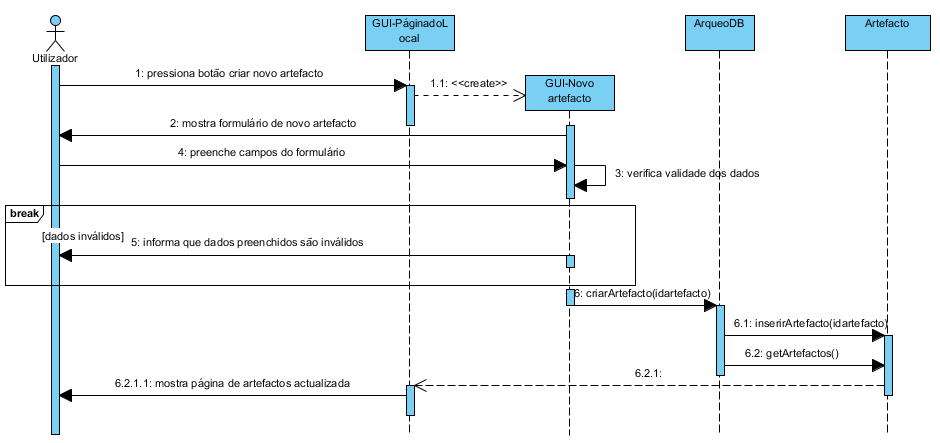 GUI-PáginadoL
ocal
ArqueoDB
Artefacto
Utilizador
1: pressiona botão criar novo artefacto
1.1: <<create>>
GUI-Novo
artefacto
2: mostra formulário de novo artefacto
4: preenche campos do formulário
3: verifica validade dos dados
break
[dados inválidos]
5: informa que dados preenchidos são inválidos
6: criarArtefacto(idartefacto)
6.1: inserirArtefacto(idartefacto)
6.2: getArtefactos()
6.2.1:
6.2.1.1: mostra página de artefactos actualizada